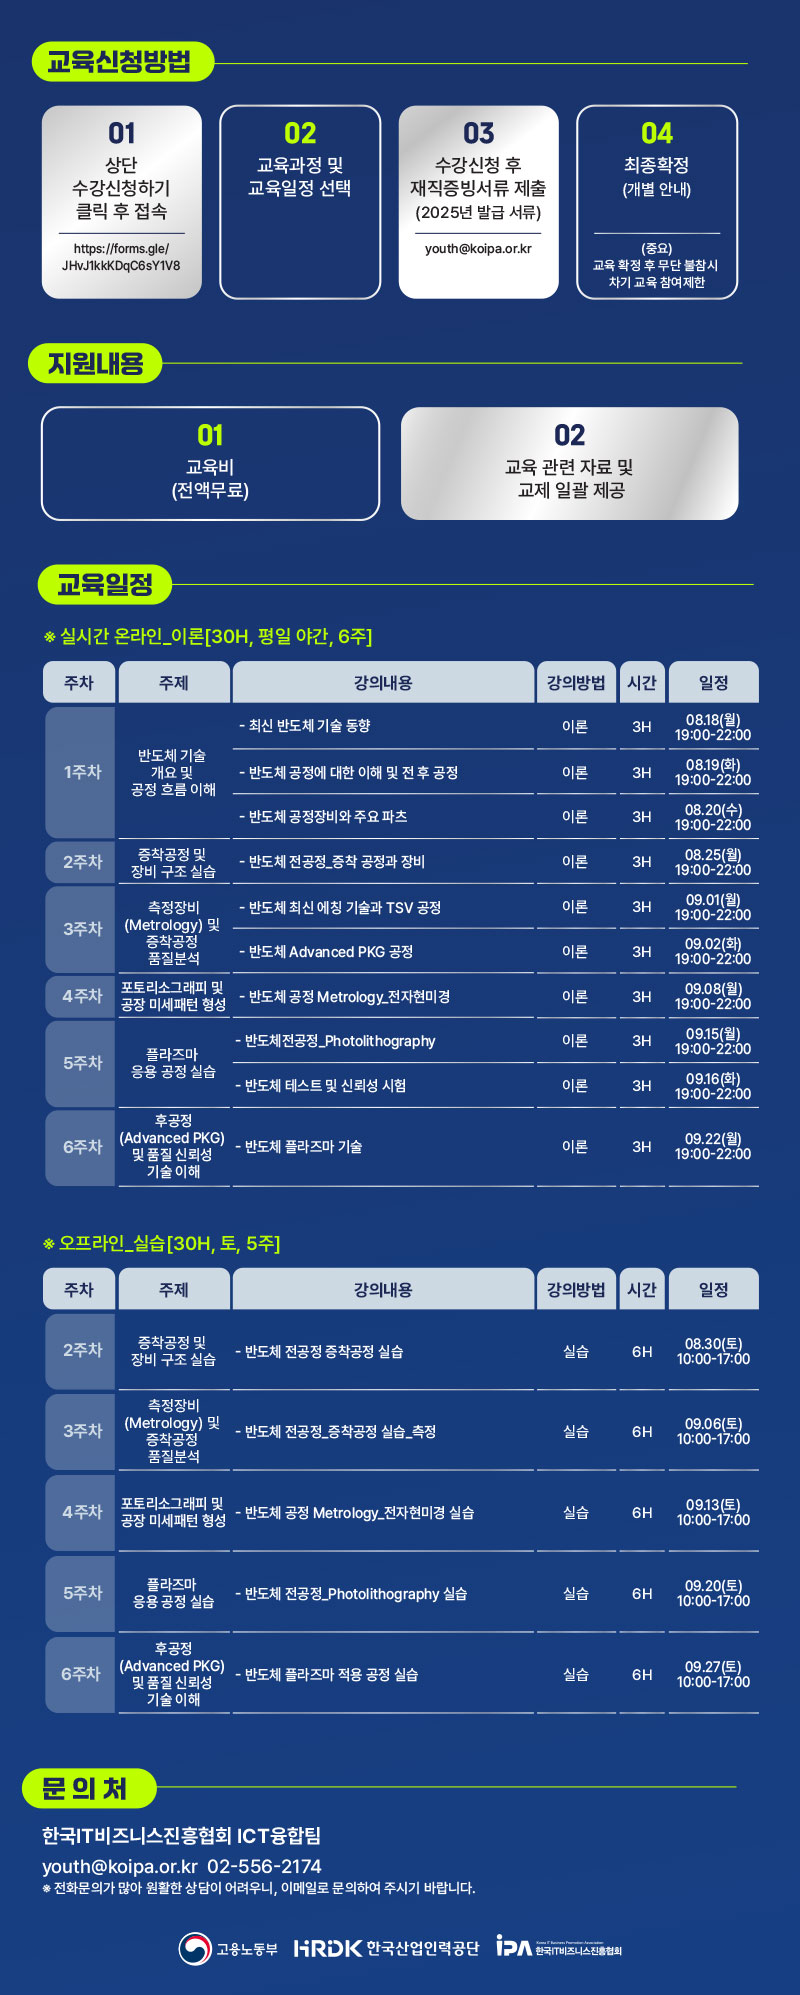 교육신청방법
01
상단
수강신청하기
클릭 후 접속
https://forms.gle/
JHvJ1kkKDqC6sY1V8
02
교육과정 및
교육일정 선택
03
수강신청 후
재직증빙서류 제출
(2025년 발급 서류)
youth@koipa.or.kr
04
최종확정
(개별 안내)
(중요)
교육 확정 후 무단 불참시
차기 교육 참여제한
지원내용
01
교육비
(전액무료)
02
교육 관련 자료 및
교제 일괄 제공
교육일정
※ 실시간 온라인_이론[30H, 평일 야간, 6주]
주차 주제 강의내용 강의방법 시간 일정
1주차
반도체 기술
개요 및
공정 흐름 이해
- 최신 반도체 기술 동향 이론 3H 08.18(월) 19:00-22:00
- 반도체 공정에 대한 이해 및 전 후 공정 이론 3H 08.19(화) 19:00-22:00
- 반도체 공정장비와 주요 파츠 이론 3H 08.20(수) 19:00-22:00
2주차
증착공정 및
장비 구조 실습
- 반도체 전공정_증착 공정과 장비 이론 3H 08.25(월) 19:00-22:00
3주차
측정장비
(Metrology) 및
증착공정
품질분석
- 반도체 최신 에칭 기술과 TSV 공정 이론 3H 09.01(월) 19:00-22:00
- 반도체 Advanced PKG 공정 이론 3H 09.02(화) 19:00-22:00
4주차
포토리소그래피 및
공장 미세패턴 형성
- 반도체 공정 Metrology_전자현미경 이론 3H 09.08(월) 19:00-22:00
5주차
플라즈마
응용 공정 실습
- 반도체전공정_Photolithography 이론 3H 09.15(월) 19:00-22:00
- 반도체 테스트 및 신뢰성 시험 이론 3H 09.16(화) 19:00-22:00
6주차
후공정
(Advanced PKG)
및 품질 신뢰성
기술 이해
- 반도체 플라즈마 기술 이론 3H 09.22(월) 19:00-22:00
※ 오프라인_실습[30H, 토, 5주]
주차 주제 강의내용 강의방법 시간 일정
2주차
증착공정 및
장비 구조 실습
- 반도체 전공정 증착공정 실습 실습 6H 08.30(토) 10:00-17:00
3주차
측정장비
(Metrology) 및
증착공정
품질분석
- 반도체 전공정_증착공정 실습_측정 실습 6H 09.06(토) 10:00-17:00
4주차
포토리소그래피 및
공장 미세패턴 형성
- 반도체 공정 Metrology_전자현미경 실습 실습 6H 09.13(토) 10:00-17:00
5주차
플라즈마
응용 공정 실습
- 반도체 전공정_Photolithography 실습 실습 6H 09.20(토) 10:00-17:00
6주차
후공정
(Advanced PKG)
및 품질 신뢰성
기술 이해
- 반도체 플라즈마 적용 공정 실습 실습 6H 09.27(토) 10:00-17:00
문 의 처
한국IT비즈니스진흥협회 ICT융합팀
youth@koipa.or.kr 02-556-2174
※ 전화문의가 많아 원활한 상담이 어려우니, 이메일로 문의하여 주시기 바랍니다.
고용노동부
HRDK 한국산업인력공단
iPA
Korea IT Business Promotion Association
한국IT비즈니스진흥협회